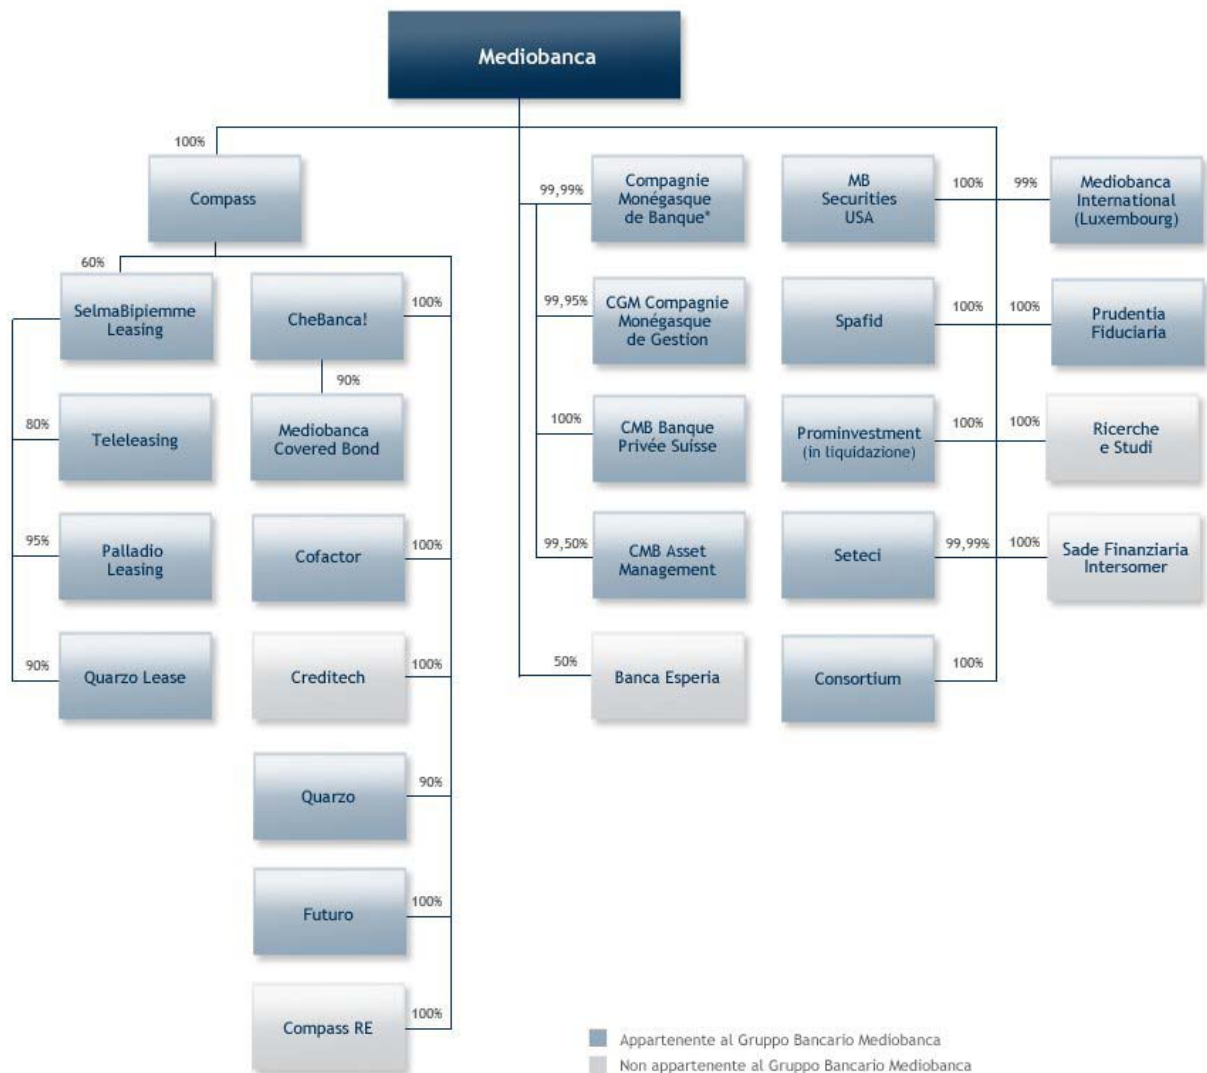 Mediobanca
100%
Compass
60%
SelmaBipiemme
Leasing
CheBanca!
100%
80%
Teleleasing
90%
Mediobanca
Covered Bond
95%
Palladio
Leasing
Cofactor
100%
90%
Quarzo Lease
Creditech
100%
Quarzo
90%
Futuro
100%
Compass RE
100%
99,99%
Compagnie
Monégasque
de Banque*
99,95%
CGM Compagnie
Monégasque
de Gestion
100%
CMB Banque
Privée Suisse
99,50%
CMB Asset
Management
50%
Banca Esperia
MB
Securities
USA
100%
99%
Mediobanca
International
(Luxembourg)
Spafid
100%
100%
Prudentia
Fiduciaria
Prominvestment
(in liquidazione)
100%
100%
Ricerche
e Studi
Seteci
99,99%
100%
Sade Finanziaria
Intersomer
Consortium
100%
Appartenente al Gruppo Bancario Mediobanca
Non appartenente al Gruppo Bancario Mediobanca